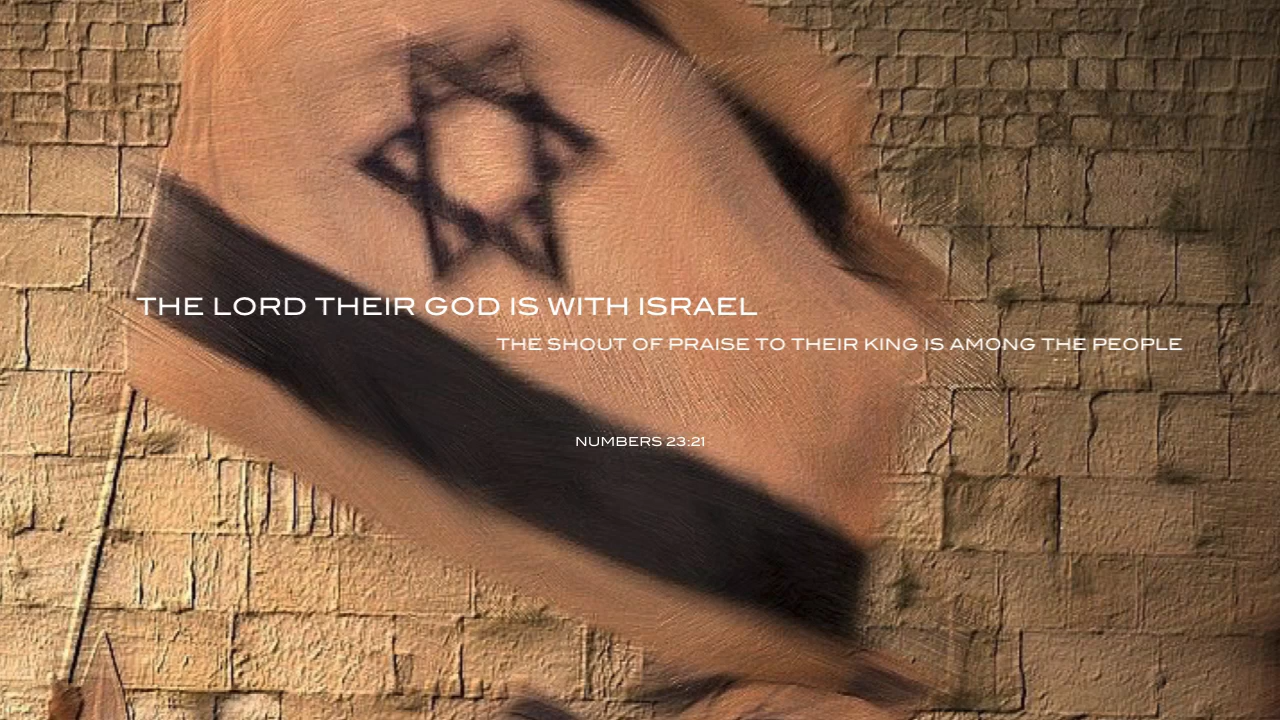 THE LORD THEIR GOD IS WITH ISRAEL
THE SHOUT OF PRAISE TO THEIR KING IS AMONG THE PEOPLE
NUMBERS 23:21